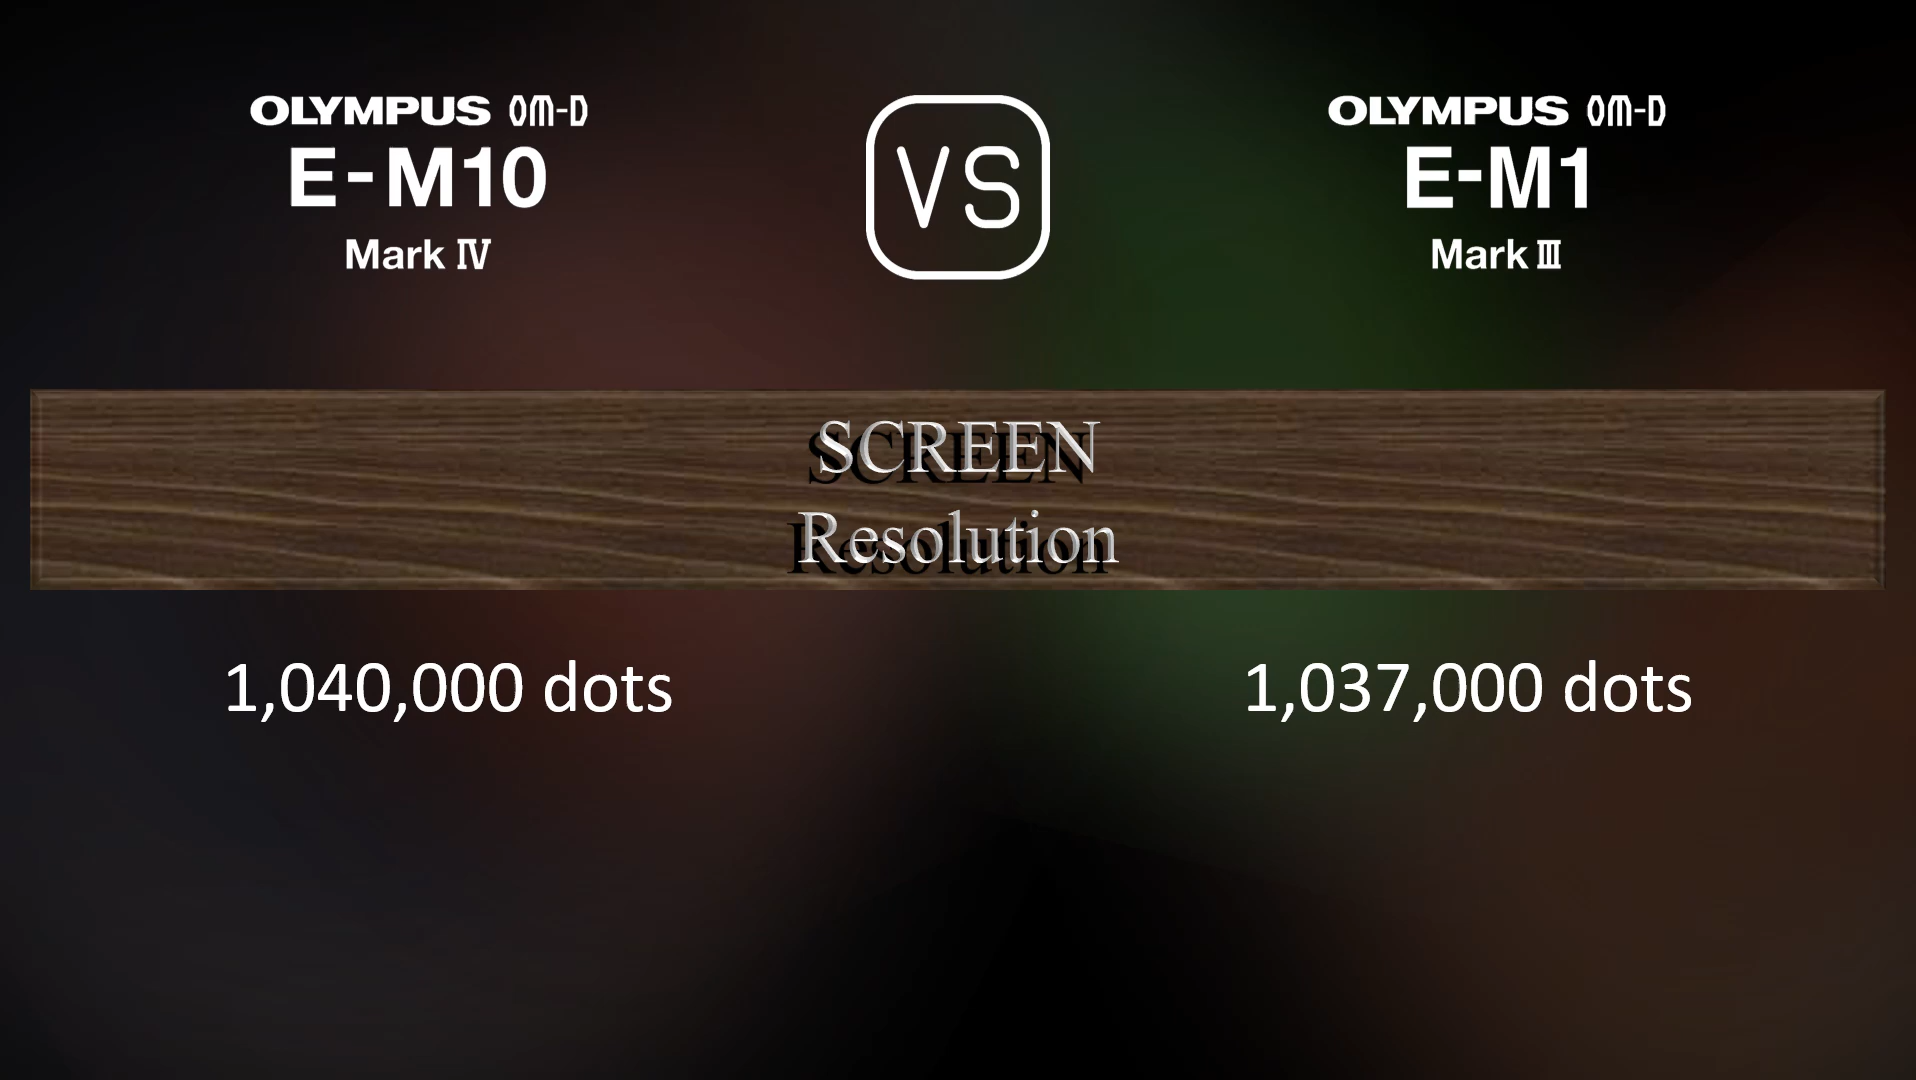 OLYMPUS OM-D
E-M10
Mark IV
VS
OLYMPUS OM-D
E-M1
Mark III
SCREEN
Resolution
1,040,000 dots
1,037,000 dots